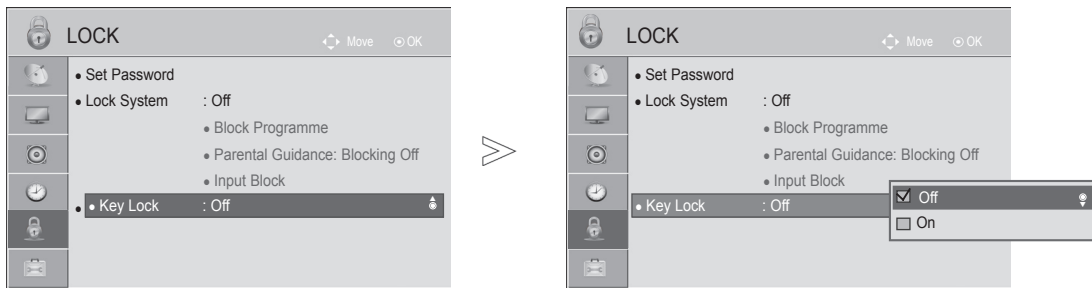 LOCK
Move OK
• Set Password
• Lock System : Off
• Block Programme
• Parental Guidance: Blocking Off
• Input Block
• • Key Lock : Off
LOCK
Move OK
• Set Password
• Lock System : Off
• Block Programme
• Parental Guidance: Blocking Off
• Input Block
• Key Lock : Off
Off
On